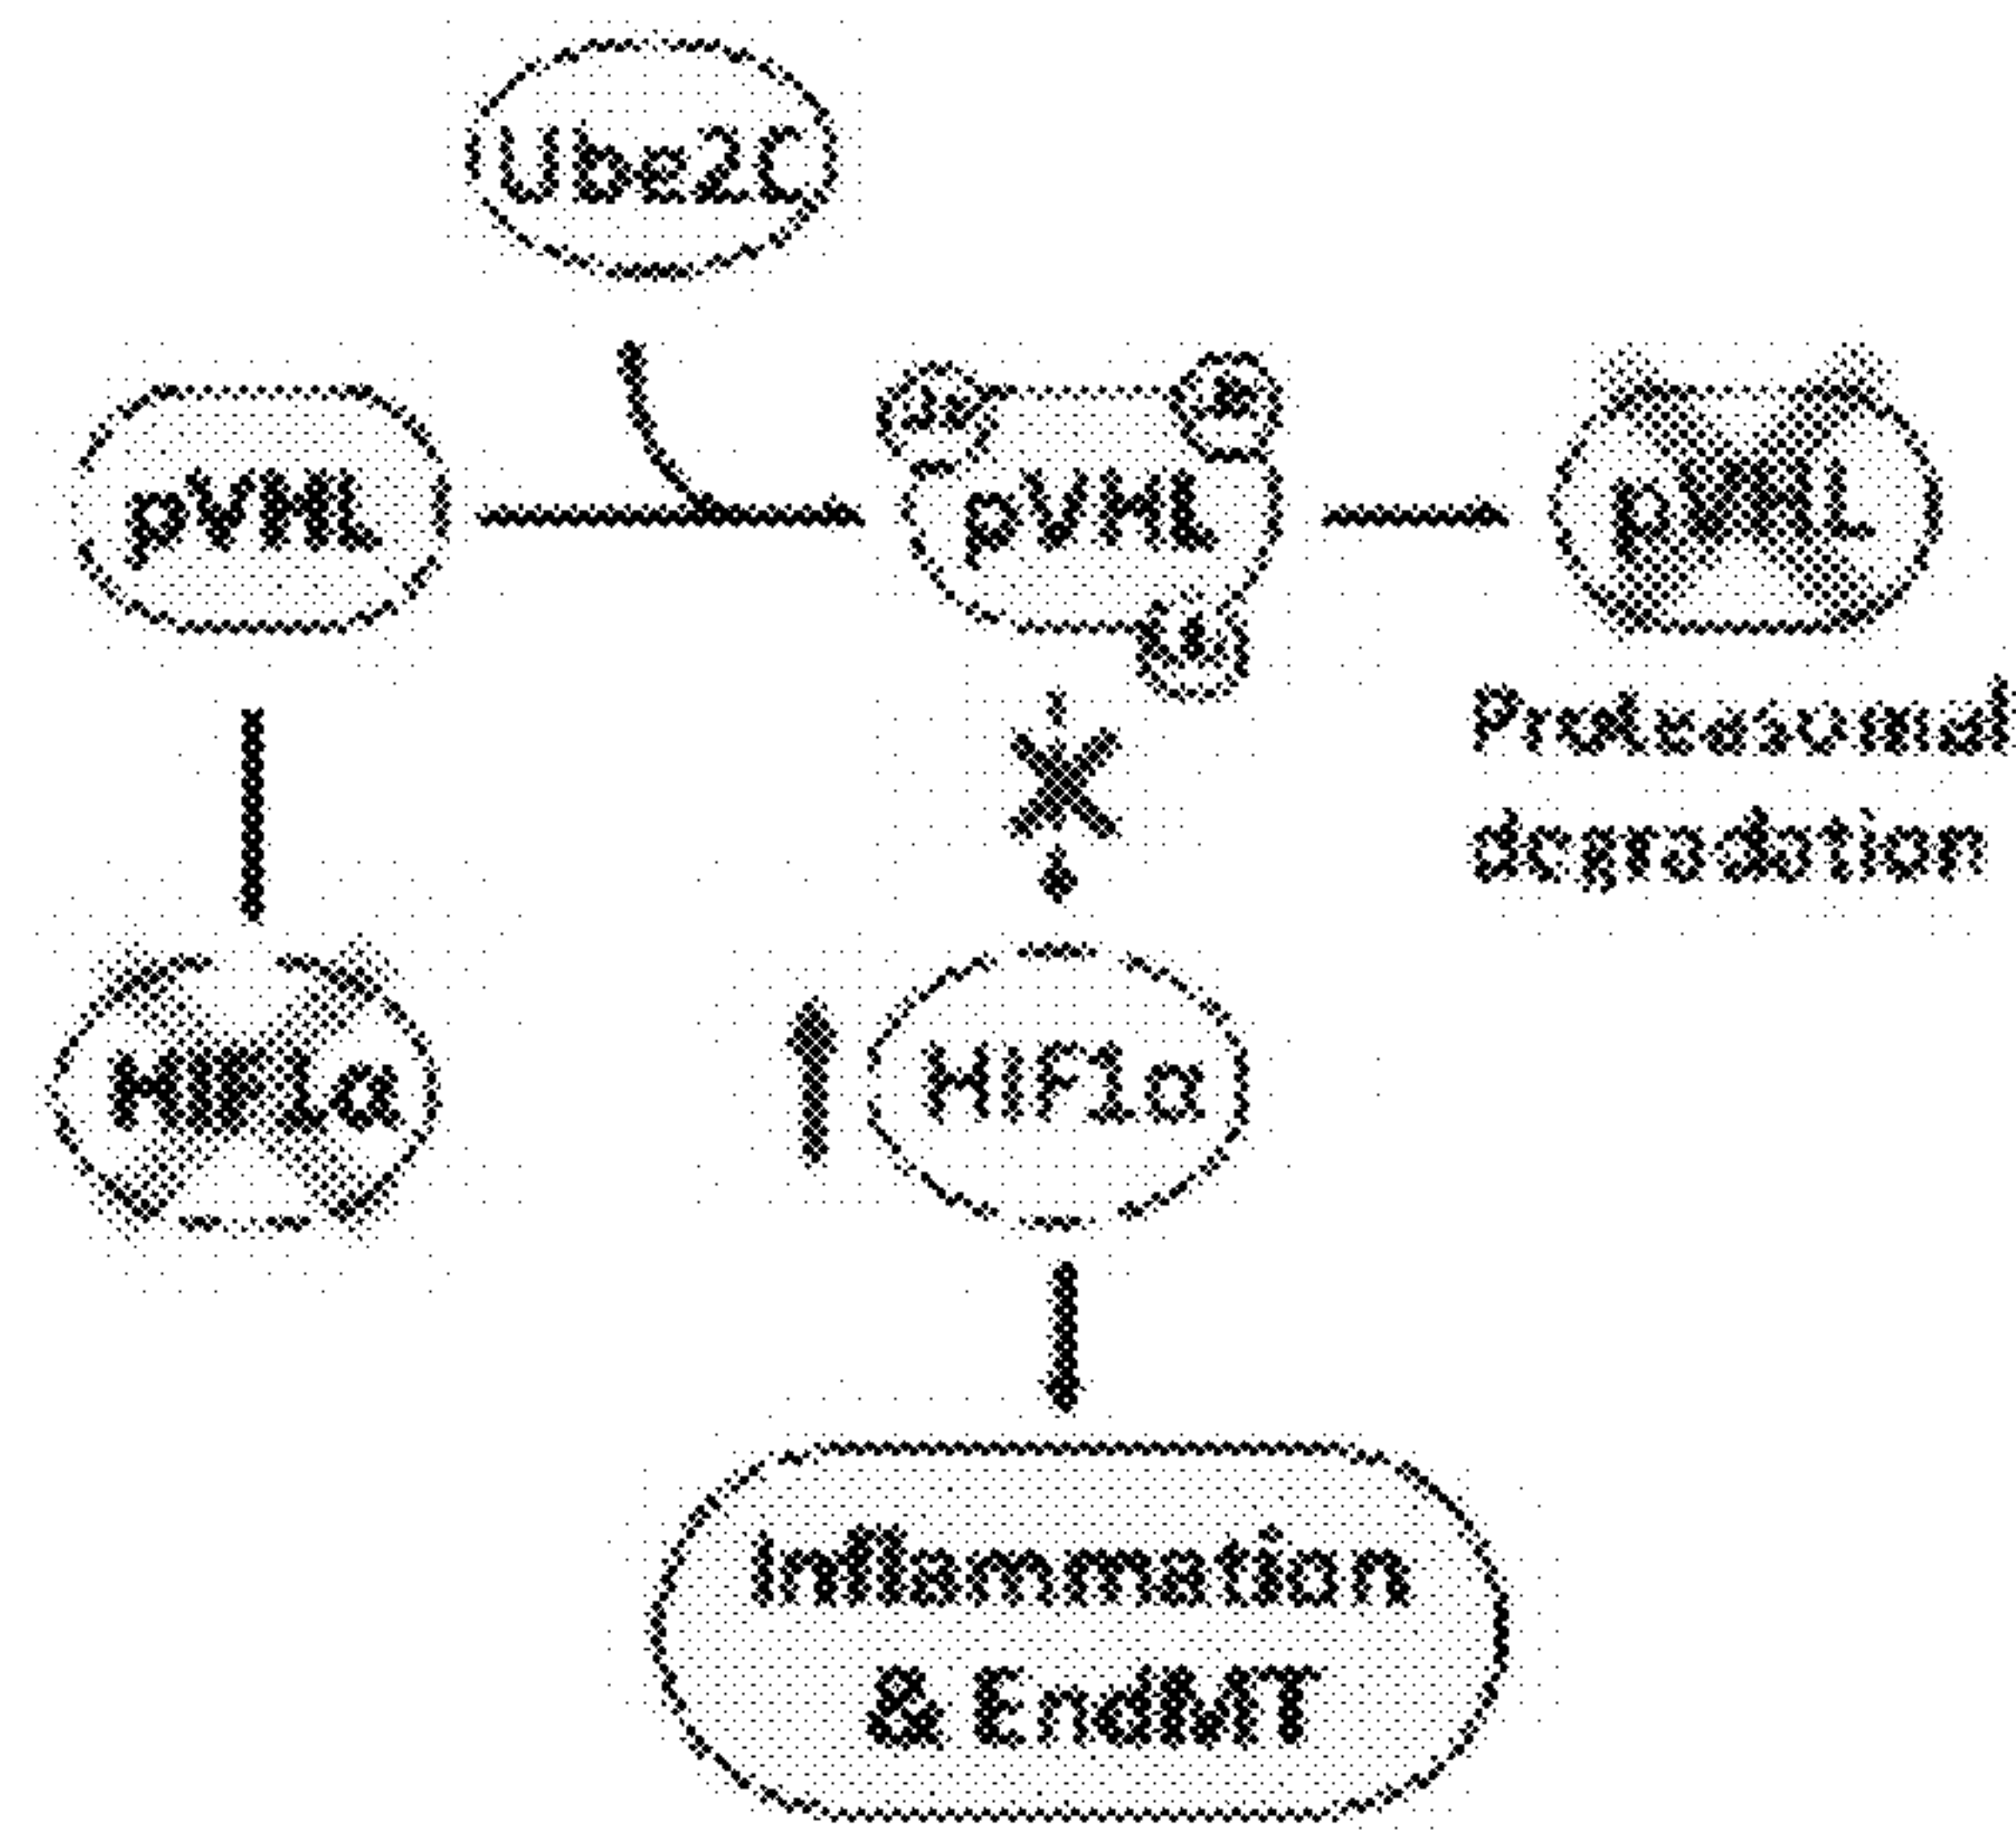 Ube2C
pVHL
pVHL
pVHL
Proteasomal
degradation
HIF1α
HIF1α
Inflammation
& EndMT